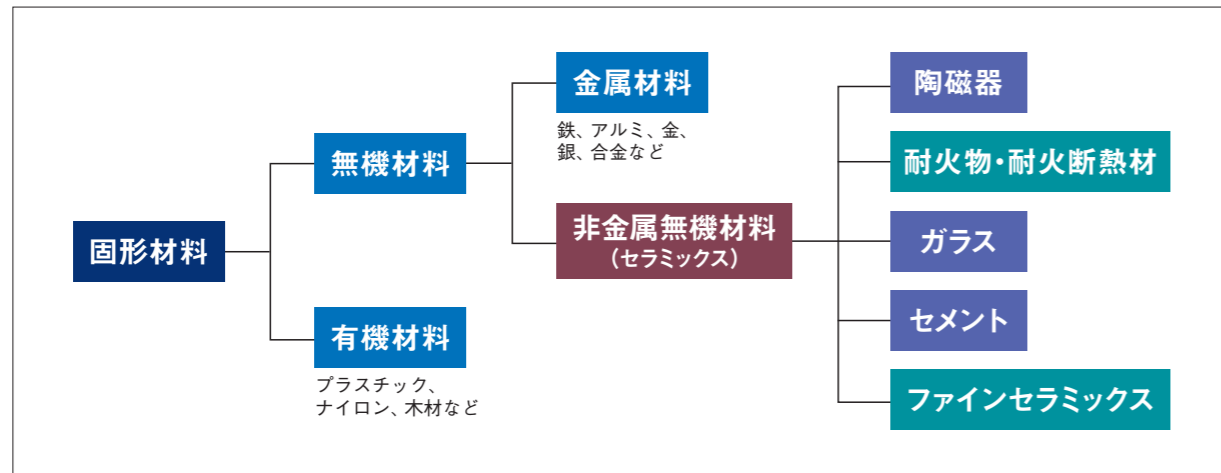 固形材料
無機材料
有機材料
プラスチック、
ナイロン、木材など
金属材料
鉄、アルミ、金、
銀、合金など
非金属無機材料
(セラミックス)
陶磁器
耐火物・耐火断熱材
ガラス
セメント
ファインセラミックス